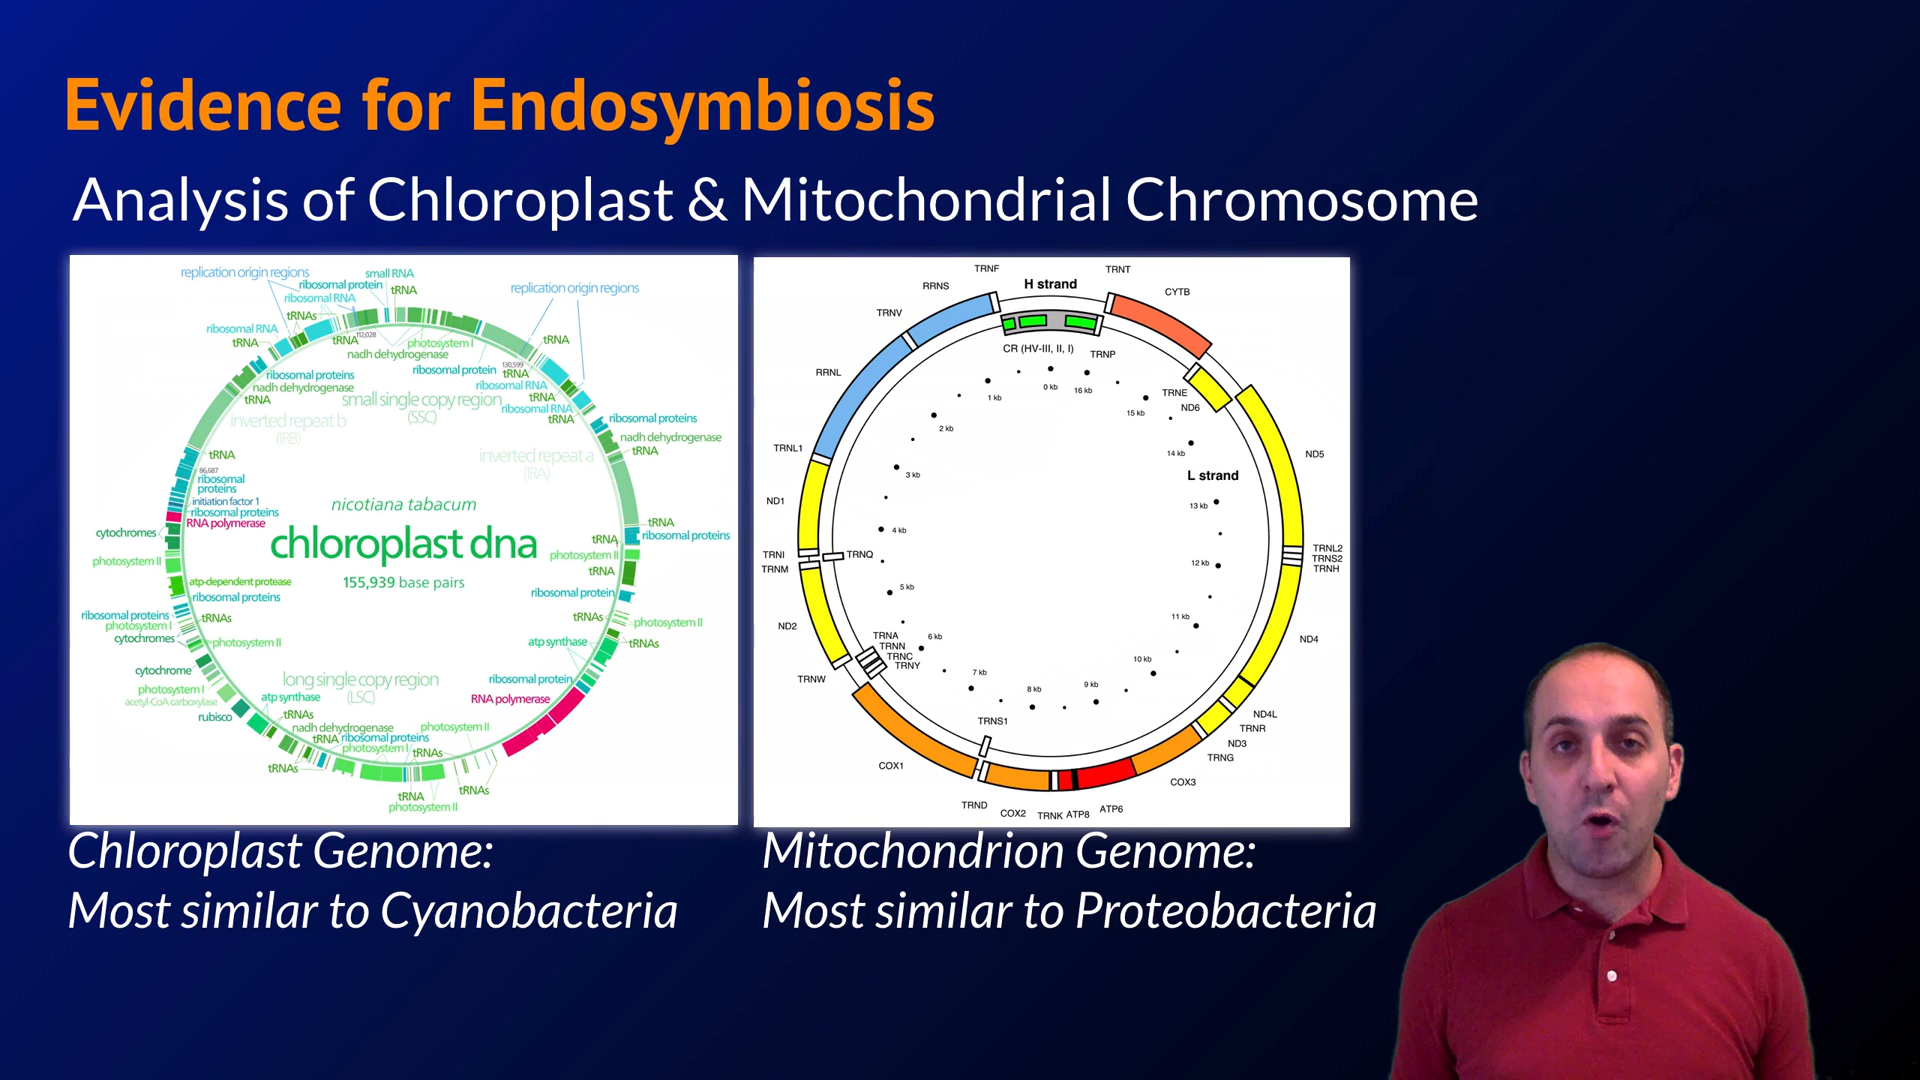 Evidence for Endosymbiosis
Analysis of Chloroplast & Mitochondrial Chromosome
replication origin regions
small RNA
ribosomal protein
tRNA
ribosomal RNA
replication origin regions
tRNAs
ribosomal RNA
tRNA
tRNA
112,028
photosystem I
nadh dehydrogenase
tRNA
130,599
ribosomal protein
tRNA
ribosomal proteins
nadh dehydrogenase
tRNA
ribosomal RNA
tRNA
small single copy region
(SSC)
ribosomal RNA
tRNA
ribosomal proteins
inverted repeat b
(IRB)
nadh dehydrogenase
tRNA
inverted repeat a
(IRA)
tRNA
86,687
ribosomal
proteins
initiation factor 1
ribosomal proteins
RNA polymerase
nicotiana tabacum
chloroplast dna
155,939 base pairs
cytochromes
photosystem II
tRNA
tRNA
ribosomal proteins
photosystem II
tRNA
atp-dependent protease
ribosomal proteins
ribosomal protein
ribosomal proteins
tRNAs
photosystem I
cytochromes
photosystem II
tRNAs
photosystem II
atp synthase
tRNAs
cytochrome
long single copy region
(LSC)
ribosomal protein
photosystem I
acetyl-CoA carboxylase
atp synthase
RNA polymerase
rubisco
tRNAs
nadh dehydrogenase
photosystem II
tRNA
ribosomal proteins
photosystem I
tRNAs
tRNAs
tRNAs
tRNA
photosystem II
TRNF
TRNT
H strand
RRNS
CYTB
TRNV
CR (HV-III, II, I)
TRNP
RRNL
0 kb
16 kb
1 kb
15 kb
TRNE
ND6
2 kb
TRNL1
14 kb
ND5
3 kb
L strand
ND1
13 kb
4 kb
TRNI
TRNQ
TRNM
TRNL2
TRNS2
TRNH
12 kb
5 kb
11 kb
ND2
6 kb
TRNA
TRNN
TRNC
TRNY
ND4
10 kb
TRNW
7 kb
8 kb
9 kb
TRNS1
ND4L
TRNR
ND3
TRNG
COX1
COX3
TRND
COX2
TRNK
ATP8
ATP6
Chloroplast Genome:
Most similar to Cyanobacteria
Mitochondrion Genome:
Most similar to Proteobacteria